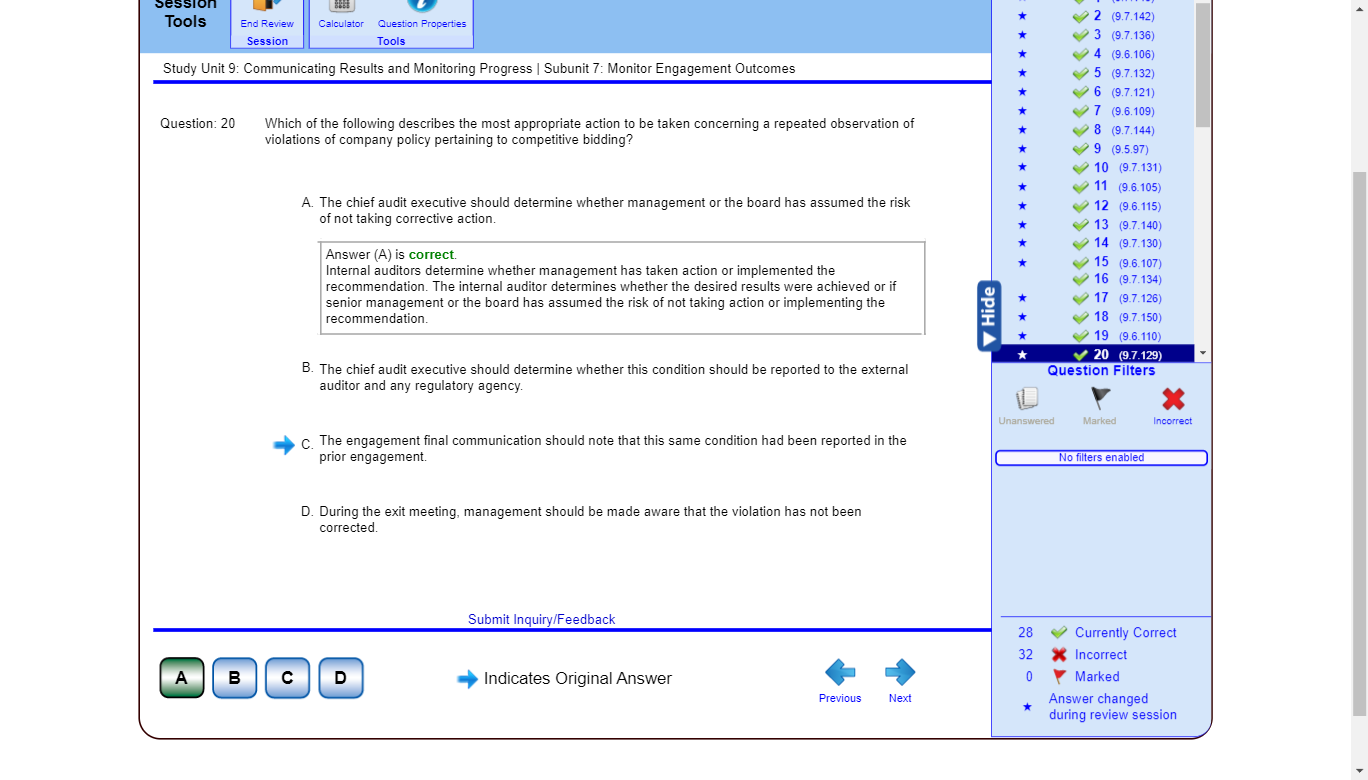 Session
Tools
End Review
Session
Calculator
Question Properties
Tools
Study Unit 9: Communicating Results and Monitoring Progress | Subunit 7: Monitor Engagement Outcomes
Question: 20
Which of the following describes the most appropriate action to be taken concerning a repeated observation of
violations of company policy pertaining to competitive bidding?
A. The chief audit executive should determine whether management or the board has assumed the risk
of not taking corrective action.
Answer (A) is correct.
Internal auditors determine whether management has taken action or implemented the
recommendation. The internal auditor determines whether the desired results were achieved or if
senior management or the board has assumed the risk of not taking action or implementing the
recommendation.
B. The chief audit executive should determine whether this condition should be reported to the external
auditor and any regulatory agency.
C. The engagement final communication should note that this same condition had been reported in the
prior engagement.
D. During the exit meeting, management should be made aware that the violation has not been
corrected.
Submit Inquiry/Feedback
A B C D
Indicates Original Answer
Previous
Next
Hide
2 (9.7.142)
3 (9.7.136)
4 (9.6.106)
5 (9.7.132)
6 (9.7.121)
7 (9.6.109)
8 (9.7.144)
9 (9.5.97)
10 (9.7.131)
11 (9.6.105)
12 (9.6.115)
13 (9.7.140)
14 (9.7.130)
15 (9.6.107)
16 (9.7.134)
17 (9.7.126)
18 (9.7.150)
19 (9.6.110)
20 (9.7.129)
Question Filters
Unanswered
Marked
Incorrect
No filters enabled
28 Currently Correct
32 Incorrect
0 Marked
Answer changed
during review session